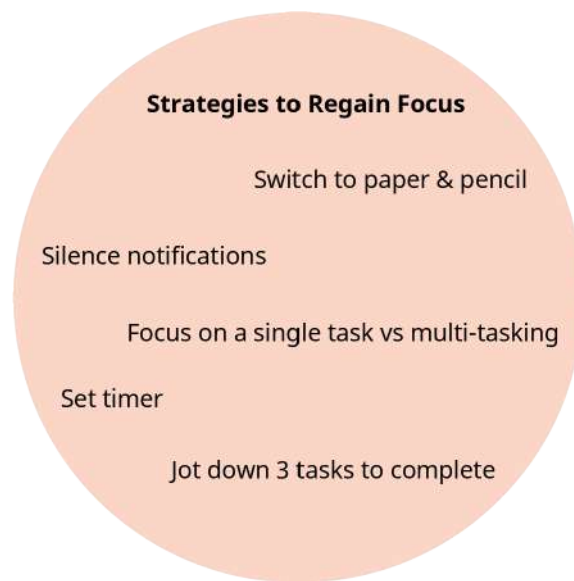 Strategies to Regain Focus
Switch to paper & pencil
Silence notifications
Focus on a single task vs multi-tasking
Set timer
Jot down 3 tasks to complete